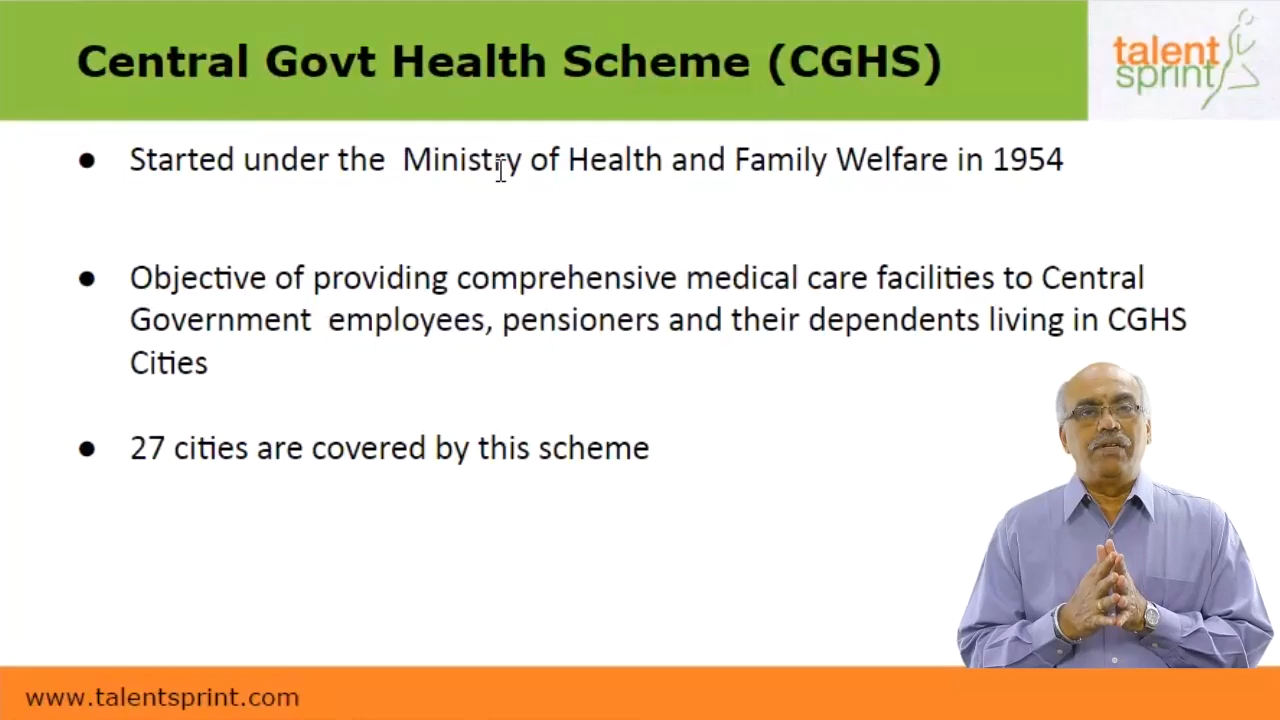 Central Govt Health Scheme (CGHS)
talent
sprint
● Started under the Ministry of Health and Family Welfare in 1954
● Objective of providing comprehensive medical care facilities to Central
Government employees, pensioners and their dependents living in CGHS
Cities
● 27 cities are covered by this scheme
www.talentsprint.com